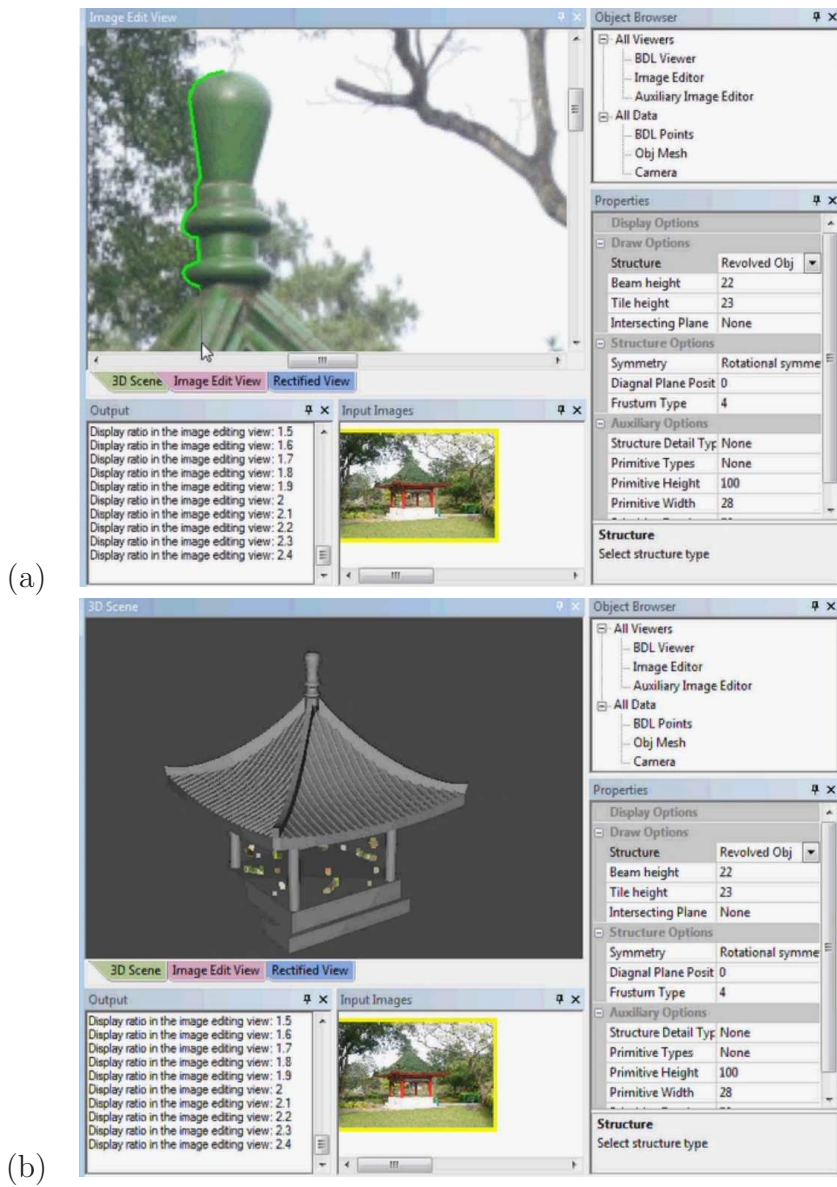 Image Edit View
3D Scene
Image Edit View
Rectified View
Output
Display ratio in the image editing view: 1.5
Display ratio in the image editing view: 1.6
Display ratio in the image editing view: 1.7
Display ratio in the image editing view: 1.8
Display ratio in the image editing view: 1.9
Display ratio in the image editing view: 2
Display ratio in the image editing view: 2.1
Display ratio in the image editing view: 2.2
Display ratio in the image editing view: 2.3
Display ratio in the image editing view: 2.4
Input Images
Object Browser
All Viewers
BDL Viewer
Image Editor
Auxiliary Image Editor
All Data
BDL Points
Obj Mesh
Camera
Properties
Display Options
Draw Options
Structure Revolved Obj
Beam height 22
Tile height 23
Intersecting Plane None
Structure Options
Symmetry Rotational symme
Diagnal Plane Posit 0
Frustum Type 4
Auxiliary Options
Structure Detail Typ None
Primitive Types None
Primitive Height 100
Primitive Width 28
Structure
Select structure type
(a)
3D Scene
3D Scene
Image Edit View
Rectified View
Output
Display ratio in the image editing view: 1.5
Display ratio in the image editing view: 1.6
Display ratio in the image editing view: 1.7
Display ratio in the image editing view: 1.8
Display ratio in the image editing view: 1.9
Display ratio in the image editing view: 2
Display ratio in the image editing view: 2.1
Display ratio in the image editing view: 2.2
Display ratio in the image editing view: 2.3
Display ratio in the image editing view: 2.4
Input Images
Object Browser
All Viewers
BDL Viewer
Image Editor
Auxiliary Image Editor
All Data
BDL Points
Obj Mesh
Camera
Properties
Display Options
Draw Options
Structure Revolved Obj
Beam height 22
Tile height 23
Intersecting Plane None
Structure Options
Symmetry Rotational symme
Diagnal Plane Posit 0
Frustum Type 4
Auxiliary Options
Structure Detail Typ None
Primitive Types None
Primitive Height 100
Primitive Width 28
Structure
Select structure type
(b)